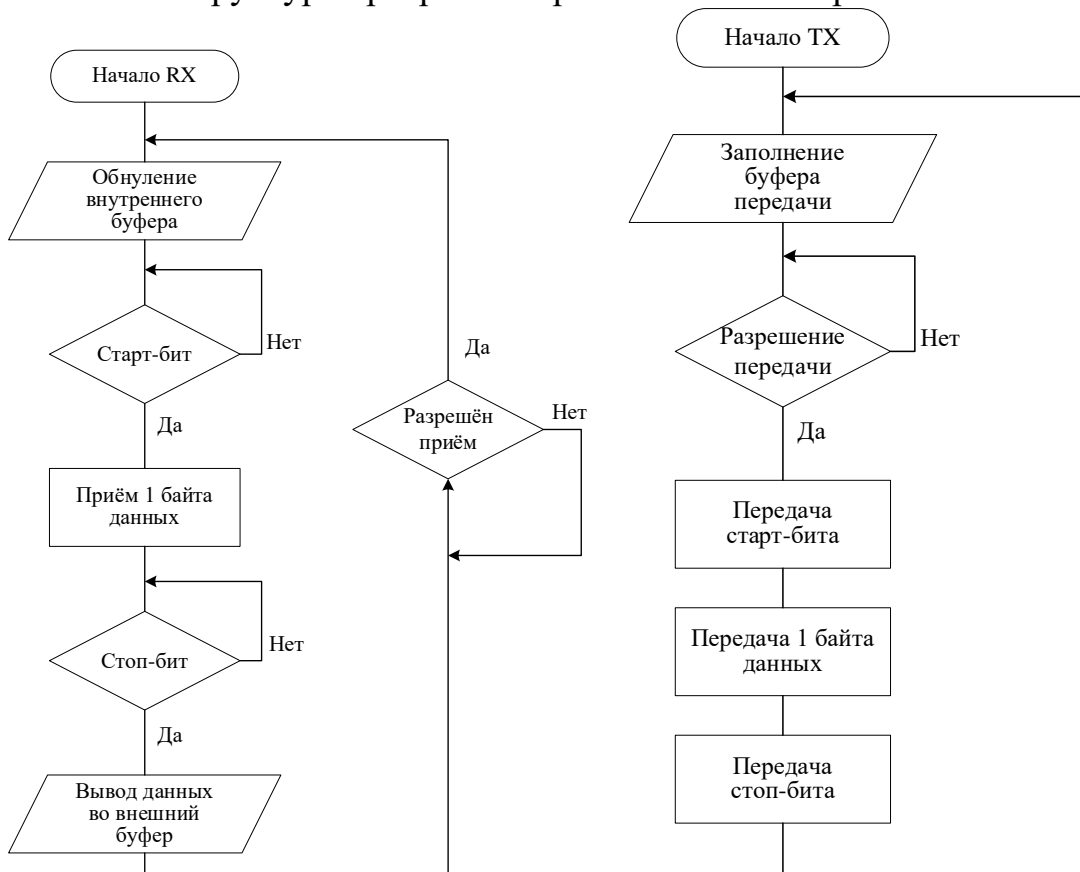 Начало RX
Обнуление
внутреннего
буфера
Старт-бит
Нет
Да
Приём 1 байта
данных
Стоп-бит
Нет
Да
Вывод данных
во внешний
буфер
Да
Разрешён
приём
Нет
Начало TX
Заполнение
буфера
передачи
Разрешение
передачи
Нет
Да
Передача
старт-бита
Передача 1 байта
данных
Передача
стоп-бита